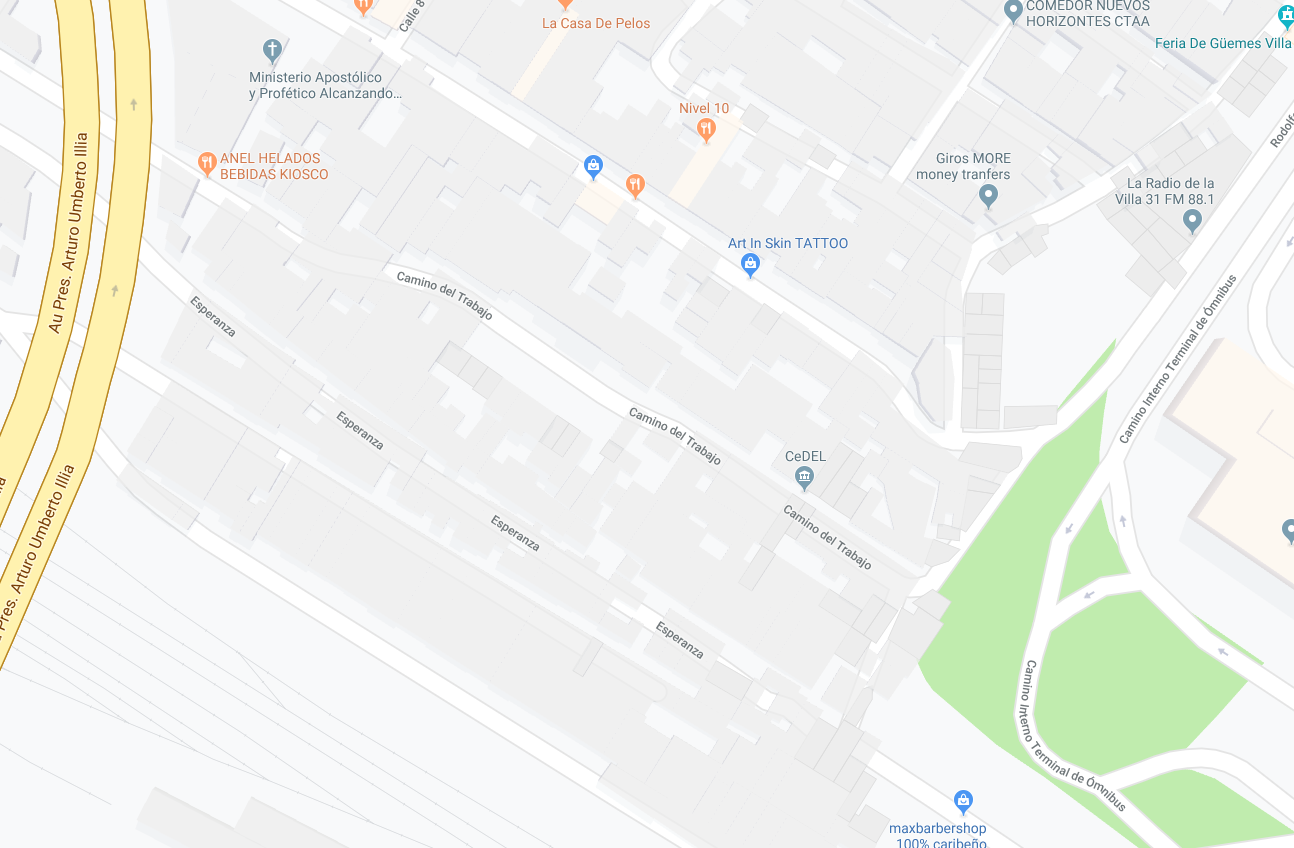 COMEDOR NUEVOS
HORIZONTES CTAA
Calle 8
La Casa De Pelos
Feria De Güemes Villa
Ministerio Apostólico
y Profético Alcanzando...
Nivel 10
Rodolfo
Au Pres. Arturo Umberto Illia
ANEL HELADOS
BEBIDAS KIOSCO
Giros MORE
money tranfers
La Radio de la
Villa 31 FM 88.1
Art In Skin TATTOO
Camino del Trabajo
Esperanza
Camino Interno Terminal de Ómnibus
Esperanza
Camino del Trabajo
CeDEL
Pres. Arturo Umberto Illia
Esperanza
Camino del Trabajo
Esperanza
Camino Interno Terminal de Ómnibus
maxbarbershop
100% caribeño.